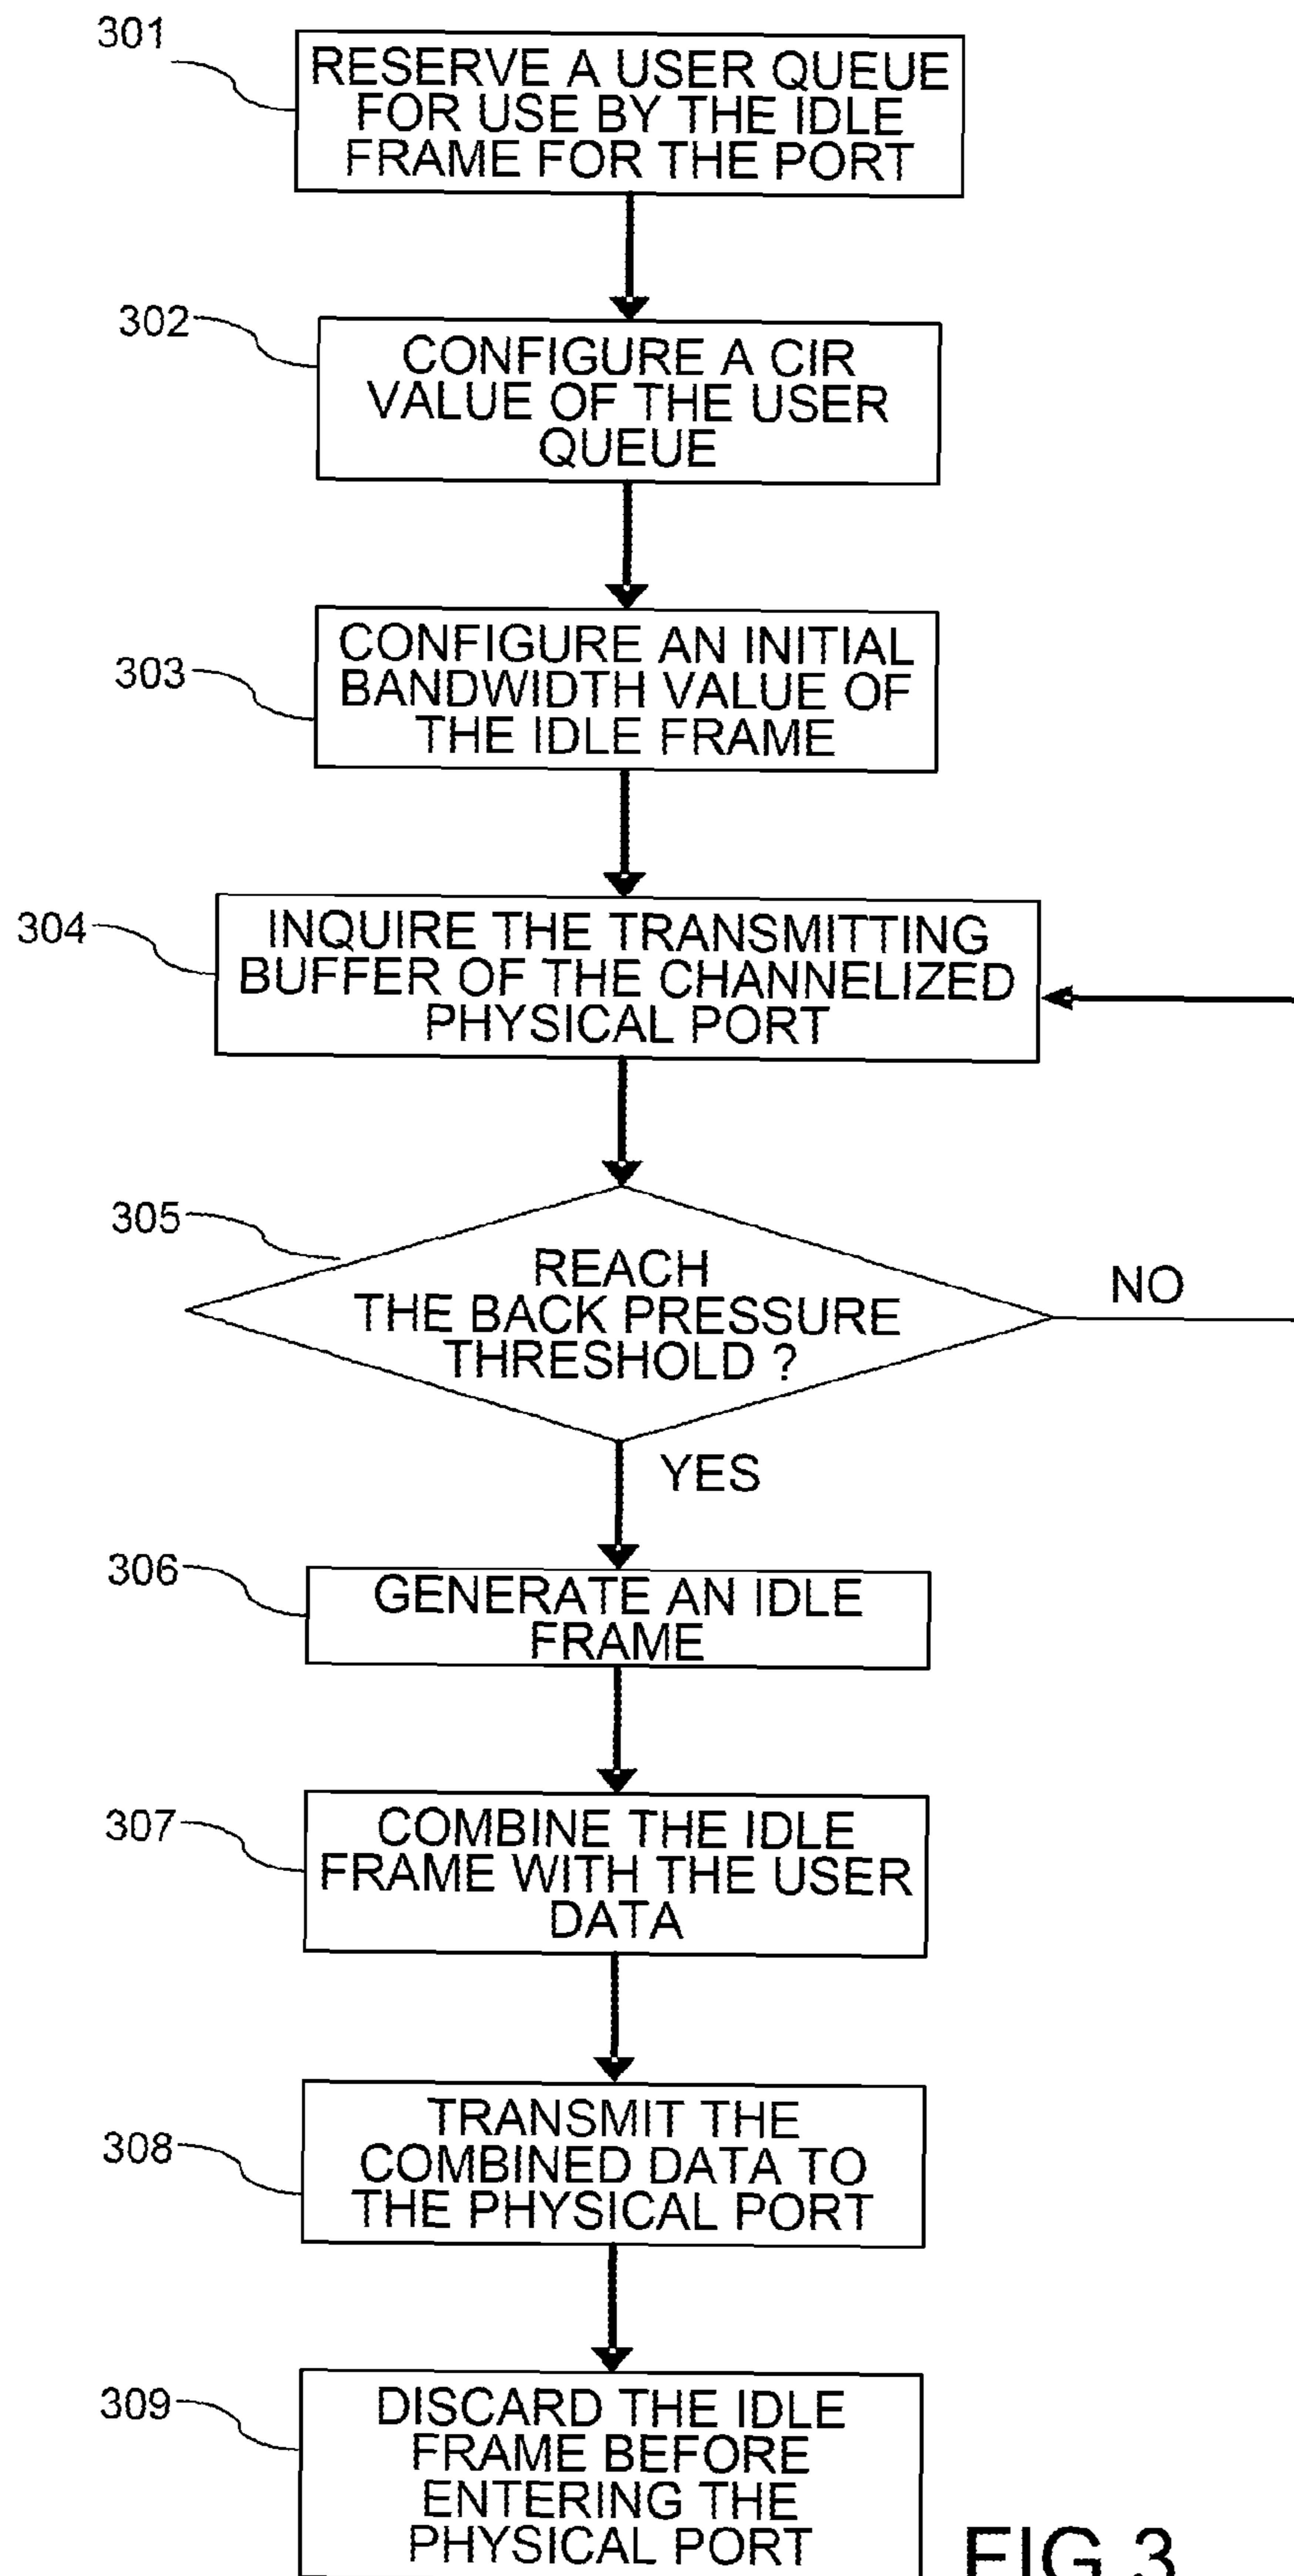 301
RESERVE A USER QUEUE
FOR USE BY THE IDLE
FRAME FOR THE PORT
302
CONFIGURE A CIR
VALUE OF THE USER
QUEUE
303
CONFIGURE AN INITIAL
BANDWIDTH VALUE OF
THE IDLE FRAME
304
INQUIRE THE TRANSMITTING
BUFFER OF THE CHANNELIZED
PHYSICAL PORT
305
REACH
THE BACK PRESSURE
THRESHOLD ?
NO
YES
306
GENERATE AN IDLE
FRAME
307
COMBINE THE IDLE
FRAME WITH THE USER
DATA
308
TRANSMIT THE
COMBINED DATA TO
THE PHYSICAL PORT
309
DISCARD THE IDLE
FRAME BEFORE
ENTERING THE
PHYSICAL PORT
FIG.3